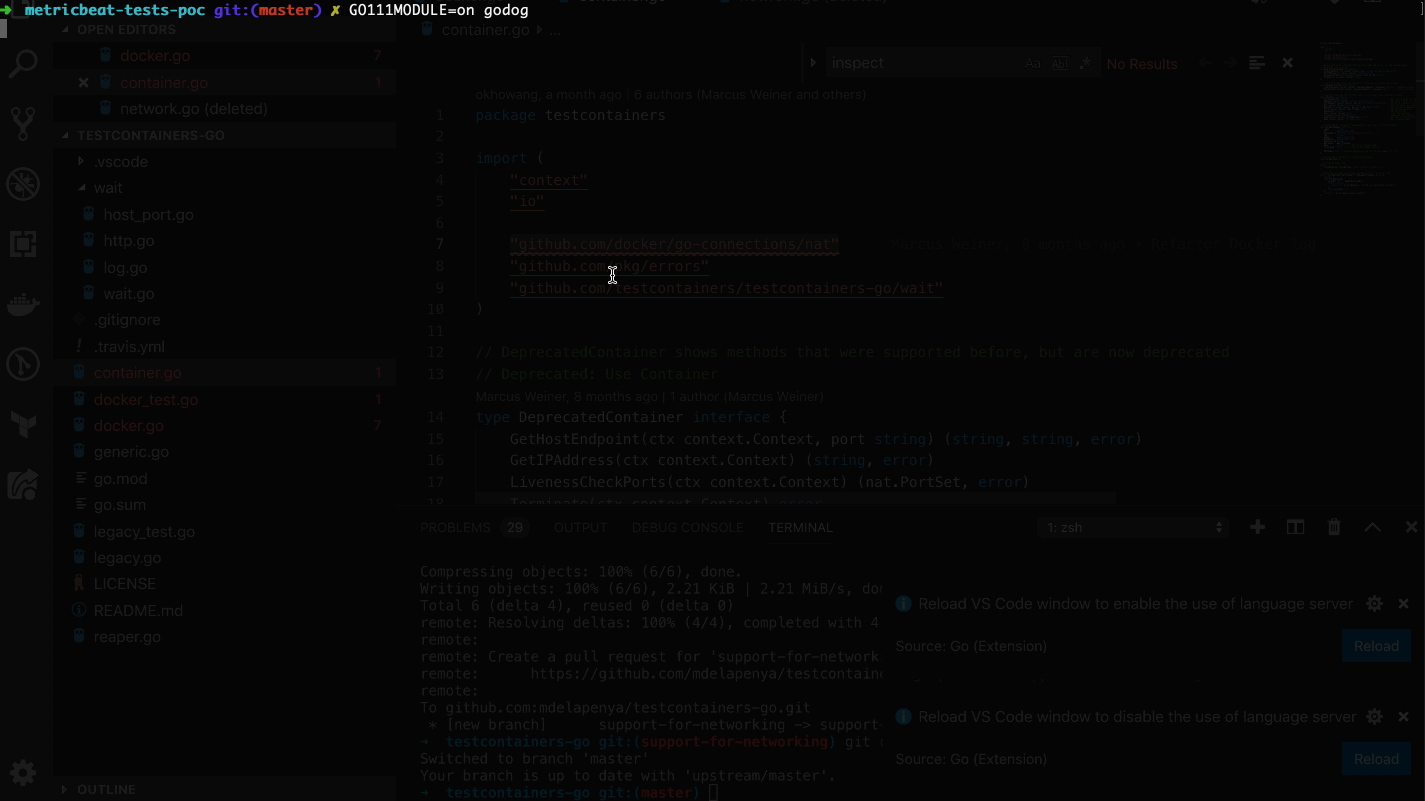 ➜ metricbeat-tests-poc git:(master) ✗ GO111MODULE=on godog
OPEN EDITORS
docker.go 7
container.go 1
network.go (deleted)
TESTCONTAINERS-GO
.vscode
wait
host_port.go
http.go
log.go
wait.go
.gitignore
.travis.yml
container.go 1
docker_test.go 1
docker.go 7
generic.go
go.mod
go.sum
legacy_test.go
legacy.go
LICENSE
README.md
reaper.go
OUTLINE
container.go ...
inspect Aa Abl .* No Results
okhowang, a month ago | 6 authors (Marcus Weiner and others)
1 package testcontainers
2
3 import (
4 "context"
5 "io"
6
7 "github.com/docker/go-connections/nat" Marcus Weiner, 8 months ago • Refactor Docker
8 "github.com/pkg/errors"
9 "github.com/testcontainers/testcontainers-go/wait"
10 )
11
12 // DeprecatedContainer shows methods that were supported before, but are now deprecated
13 // Deprecated: Use Container
Marcus Weiner, 8 months ago | 1 author (Marcus Weiner)
14 type DeprecatedContainer interface {
15 GetHostEndpoint(ctx context.Context, port string) (string, string, error)
16 GetIPAddress(ctx context.Context) (string, error)
17 LivenessCheckPorts(ctx context.Context) (nat.PortSet, error)
18 Terminate(ctx context.Context) error
PROBLEMS 29 OUTPUT DEBUG CONSOLE TERMINAL 1: zsh
Compressing objects: 100% (6/6), done.
Writing objects: 100% (6/6), 2.21 KiB | 2.21 MiB/s, do
Total 6 (delta 4), reused 0 (delta 0)
remote: Resolving deltas: 100% (4/4), completed with 4
remote:
remote: Create a pull request for 'support-for-network
remote: https://github.com/mdelapenya/testcontaine
remote:
To github.com:mdelapenya/testcontainers-go.git
* [new branch] support-for-networking -> support-
➜ testcontainers-go git:(support-for-networking) git
Switched to branch 'master'
Your branch is up to date with 'upstream/master'.
➜ testcontainers-go git:(master)
Reload VS Code window to enable the use of language server
Source: Go (Extension) Reload
Reload VS Code window to disable the use of language server
Source: Go (Extension) Reload